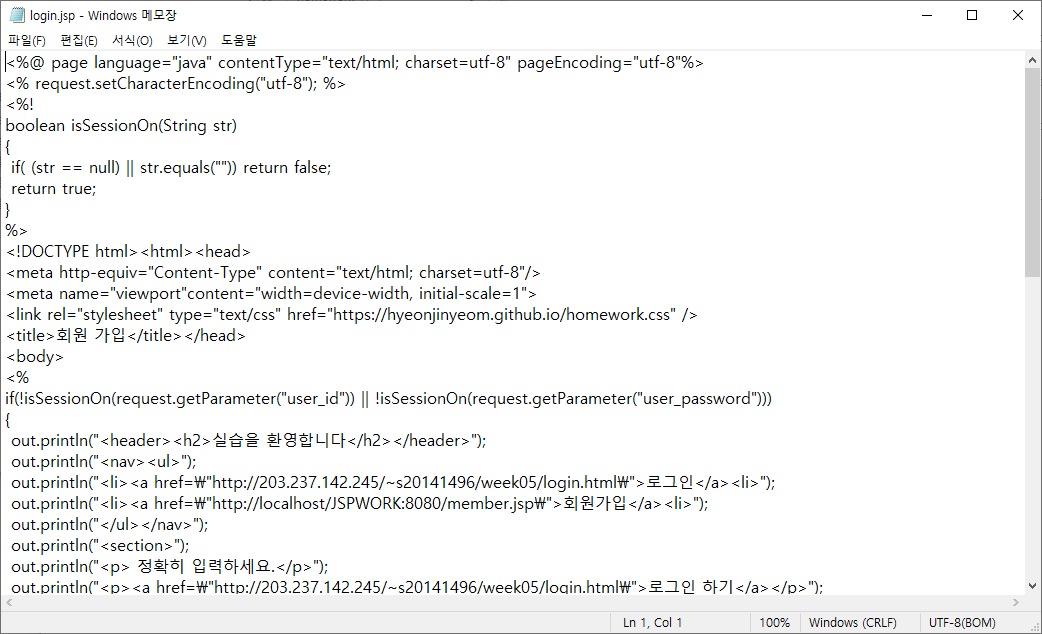 login.jsp - Windows 메모장
파일(F) 편집(E) 서식(O) 보기(V) 도움말
<%@ page language="java" contentType="text/html; charset=utf-8" pageEncoding="utf-8"%>
<% request.setCharacterEncoding("utf-8"); %>
<%!
boolean isSessionOn(String str)
{
 if( (str == null) || str.equals("")) return false;
 return true;
}
%>
<!DOCTYPE html><html><head>
<meta http-equiv="Content-Type" content="text/html; charset=utf-8"/>
<meta name="viewport"content="width=device-width, initial-scale=1">
<link rel="stylesheet" type="text/css" href="https://hyeonjinyeom.github.io/homework.css" />
<title>회원 가입</title></head>
<body>
<%
if(!isSessionOn(request.getParameter("user_id")) || !isSessionOn(request.getParameter("user_password")))
{
 out.println("<header><h2>실습을 환영합니다</h2></header>");
 out.println("<nav><ul>");
 out.println("<li><a href=₩"http://203.237.142.245/~s20141496/week05/login.html₩">로그인</a><li>");
 out.println("<li><a href=₩"http://localhost/JSPWORK:8080/member.jsp₩">회원가입</a><li>");
 out.println("</ul></nav>");
 out.println("<section>");
 out.println("<p> 정확히 입력하세요.</p>");
 out.println("<p><a href=₩"http://203.237.142.245/~s20141496/week05/login.html₩">로그인 하기</a></p>");
Ln 1, Col 1 100% Windows (CRLF) UTF-8(BOM)